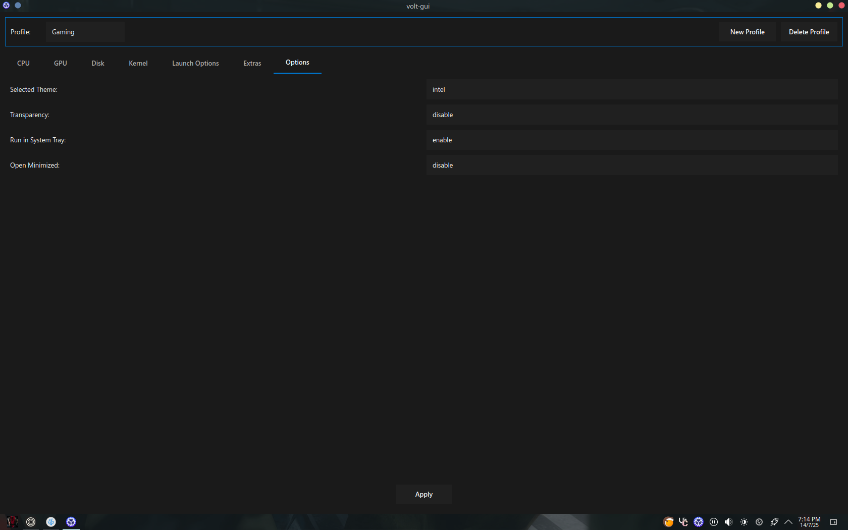 volt-gui
Profile: Gaming New Profile Delete Profile
CPU GPU Disk Kernel Launch Options Extras Options
Selected Theme: intel
Transparency: disable
Run in System Tray: enable
Open Minimized: disable
Apply
7:14 PM
14/7/25